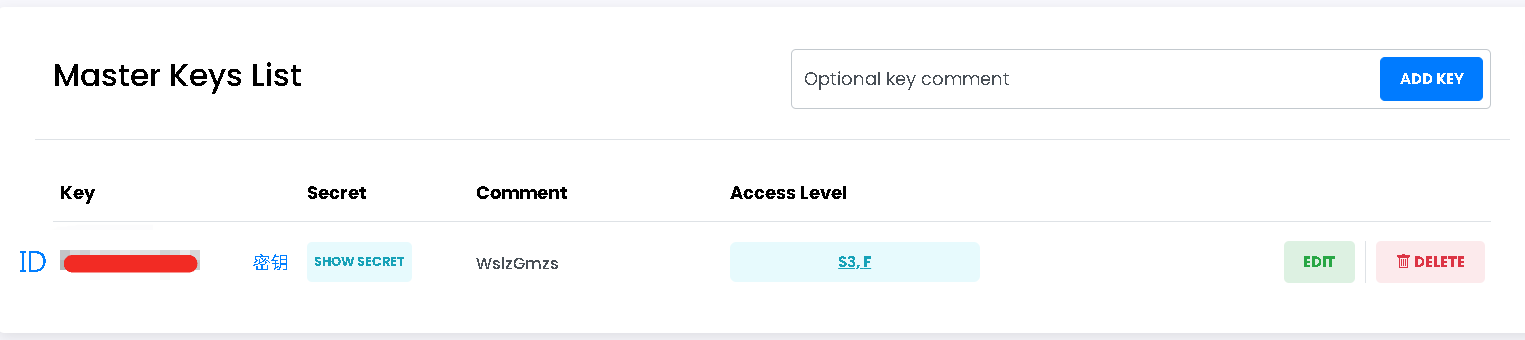 Master Keys List
Optional key comment
ADD KEY
Key Secret Comment Access Level
ID 密钥 SHOW SECRET WslzGmzs S3, F EDIT DELETE